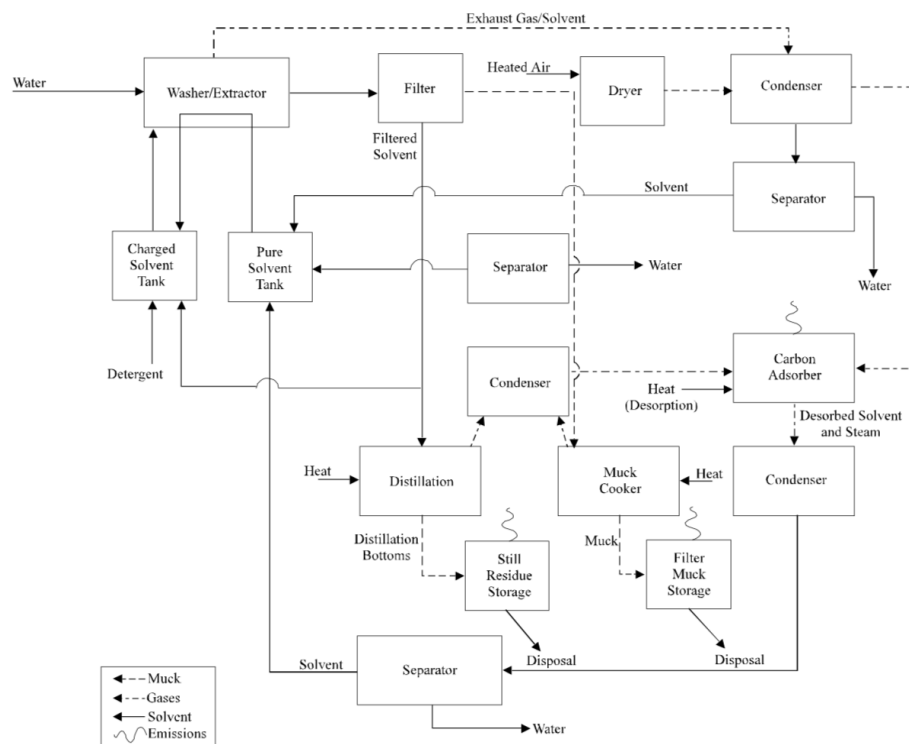 Exhaust Gas/Solvent
Water
Washer/Extractor
Filter
Heated Air
Dryer
Condenser
Filtered
Solvent
Solvent
Separator
Charged
Solvent
Tank
Pure
Solvent
Tank
Separator
Water
Water
Detergent
Condenser
Carbon
Adsorber
Heat
(Desorption)
Desorbed Solvent
and Steam
Heat
Distillation
Muck
Cooker
Heat
Condenser
Distillation
Bottoms
Still
Residue
Storage
Muck
Filter
Muck
Storage
Disposal
Disposal
Solvent
Separator
Water
Muck
Gases
Solvent
Emissions